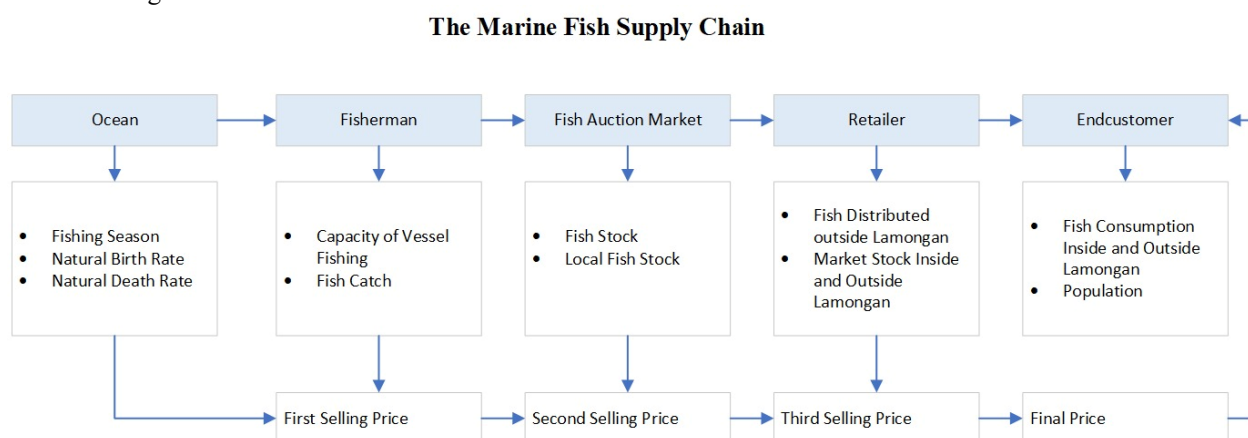 The Marine Fish Supply Chain
Ocean
Fisherman
Fish Auction Market
Retailer
Endcustomer
• Fishing Season
• Natural Birth Rate
• Natural Death Rate
• Capacity of Vessel
Fishing
• Fish Catch
• Fish Stock
• Local Fish Stock
• Fish Distributed
outside Lamongan
• Market Stock Inside
and Outside
Lamongan
• Fish Consumption
Inside and Outside
Lamongan
• Population
First Selling Price
Second Selling Price
Third Selling Price
Final Price